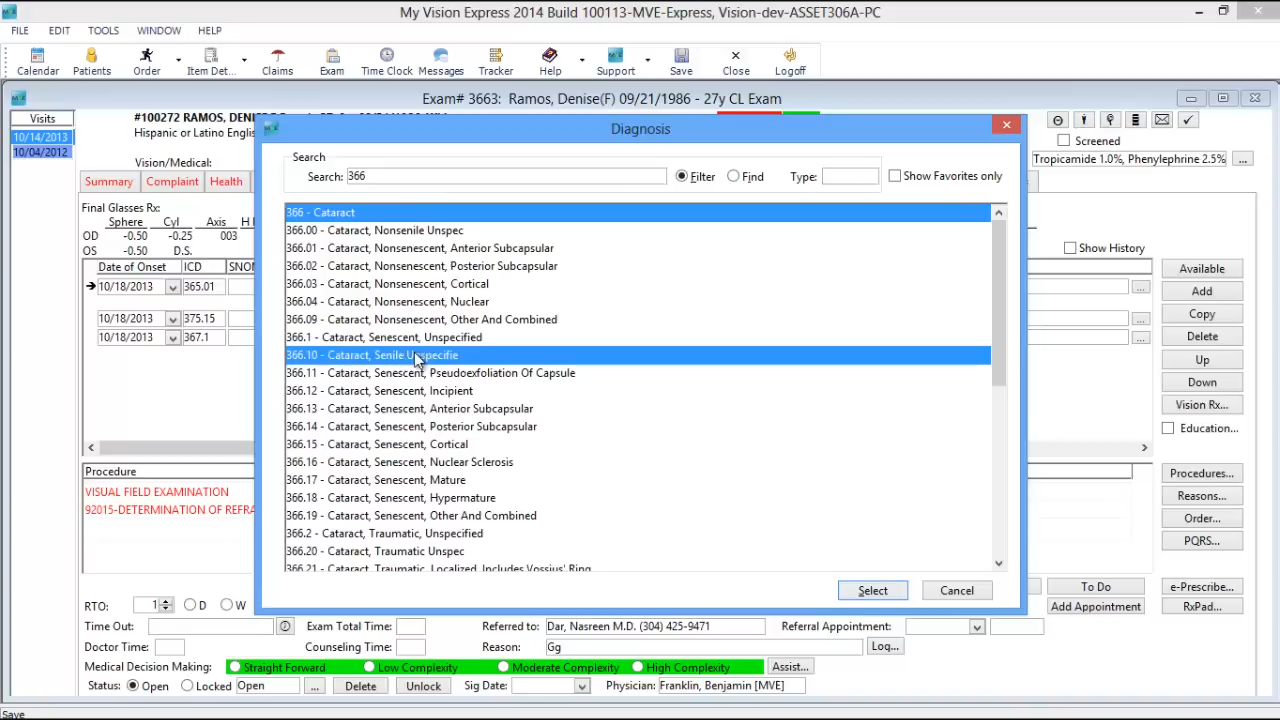 My Vision Express 2014 Build 100113-MVE-Express, Vision-dev-ASSET306A-PC
FILE EDIT TOOLS WINDOW HELP
Calendar Patients Order Item Det... Claims Exam Time Clock Messages Tracker Help Support Save Close Logoff
Exam# 3663: Ramos, Denise(F) 09/21/1986 - 27y CL Exam
Visits
10/14/2013
10/04/2012
#100272 RAMOS,
Hispanic or Latino
Vision/Medical:
Screened
Tropicamide 1.0%, Phenylephrine 2.5% ...
Summary Complaint Health
Final Glasses Rx:
Sphere Cyl Axis H
OD -0.50 -0.25 003
OS -0.50 D.S.
Show History
Date of Onset ICD
10/18/2013 365.01 ...
10/18/2013 375.15 ...
10/18/2013 367.1 ...
Available
Add
Copy
Delete
Up
Down
Vision Rx...
Education...
Procedure
VISUAL FIELD EXAMINATION
92015-DETERMINATION OF
Procedures...
Reasons...
Order...
PQRS...
Diagnosis
Search
Search: 366 Filter Find Type: Show Favorites only
366 - Cataract
366.00 - Cataract, Nonsenile Unspec
366.01 - Cataract, Nonsenescent, Anterior Subcapsular
366.02 - Cataract, Nonsenescent, Posterior Subcapsular
366.03 - Cataract, Nonsenescent, Cortical
366.04 - Cataract, Nonsenescent, Nuclear
366.09 - Cataract, Nonsenescent, Other And Combined
366.1 - Cataract, Senescent, Unspecified
366.10 - Cataract, Senile Unspecifie
366.11 - Cataract, Senescent, Pseudoexfoliation Of Capsule
366.12 - Cataract, Senescent, Incipient
366.13 - Cataract, Senescent, Anterior Subcapsular
366.14 - Cataract, Senescent, Posterior Subcapsular
366.15 - Cataract, Senescent, Cortical
366.16 - Cataract, Senescent, Nuclear Sclerosis
366.17 - Cataract, Senescent, Mature
366.18 - Cataract, Senescent, Hypermature
366.19 - Cataract, Senescent, Other And Combined
366.2 - Cataract, Traumatic, Unspecified
366.20 - Cataract, Traumatic Unspec
366.21 - Cataract, Traumatic, Localized, Includes Vossius' Ring
Select Cancel
RTO: 1 D W
To Do e-Prescribe...
Add Appointment RxPad...
Time Out: Exam Total Time: Referred to: Dar, Nasreen M.D. (304) 425-9471 Referral Appointment:
Doctor Time: Counseling Time: Reason: Gg Log...
Medical Decision Making: Straight Forward Low Complexity Moderate Complexity High Complexity Assist...
Status: Open Locked Open ... Delete Unlock Sig Date: Physician: Franklin, Benjamin [MVE]
Save